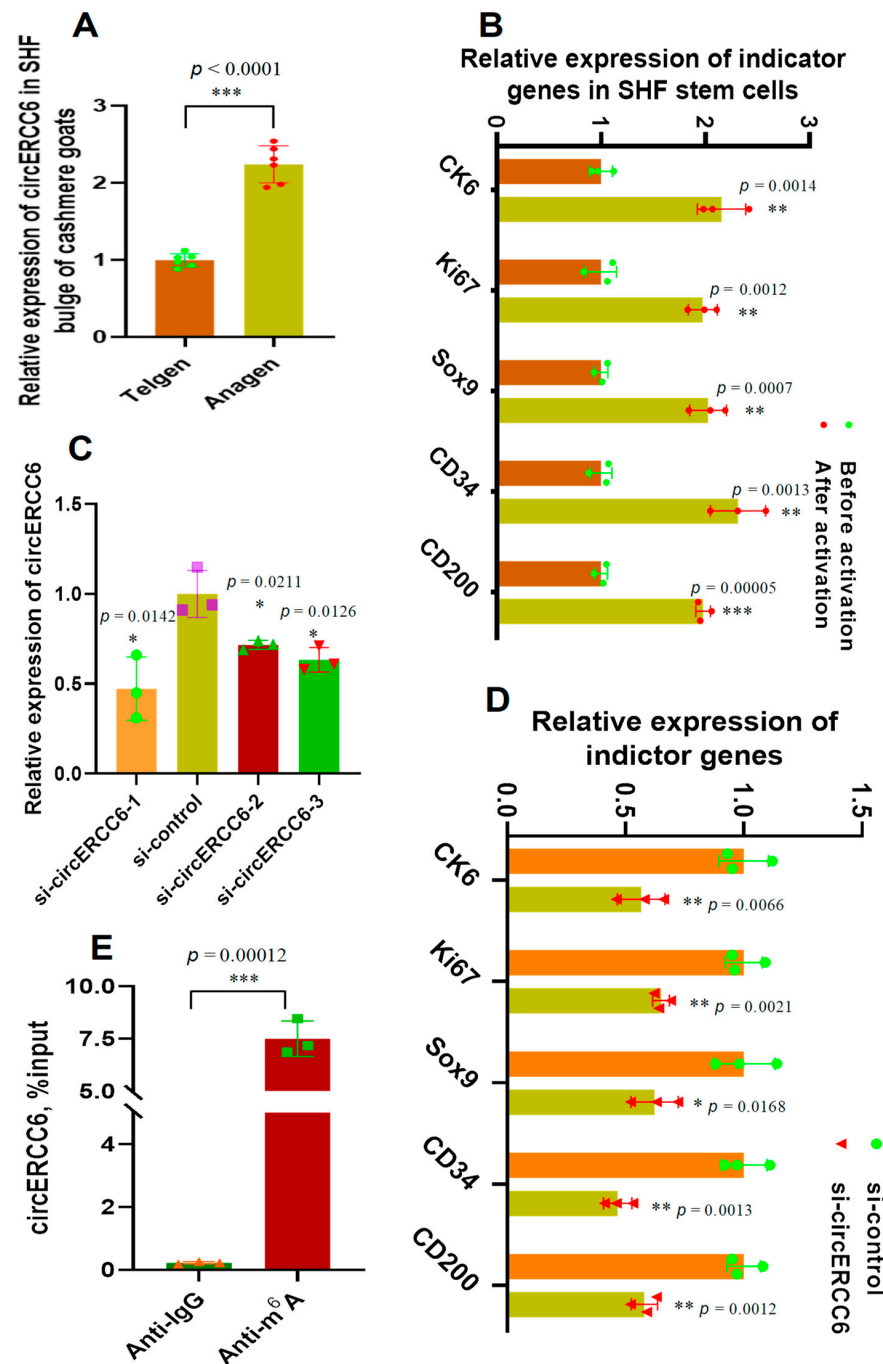 A
p < 0.0001
***
Relative expression of circERCC6 in SHF
bulge of cashmere goats
3
2
1
0
Telgen
Anagen
B
Relative expression of indicator
genes in SHF stem cells
0
1
2
3
CK6
p = 0.0014
**
Ki67
p = 0.0012
**
Sox9
p = 0.0007
**
CD34
p = 0.0013
**
CD200
p = 0.00005
***
Before activation
After activation
C
Relative expression of circERCC6
1.5
1.0
0.5
0.0
p = 0.0142
*
p = 0.0211
*
p = 0.0126
*
si-circERCC6-1
si-control
si-circERCC6-2
si-circERCC6-3
D
Relative expression of
indictor genes
0.0
0.5
1.0
1.5
CK6
** p = 0.0066
Ki67
** p = 0.0021
Sox9
* p = 0.0168
CD34
** p = 0.0013
CD200
** p = 0.0012
si-control
si-circERCC6
E
p = 0.00012
***
circERCC6, %input
10.0
7.5
5.0
4
2
0
Anti-IgG
Anti-m6A